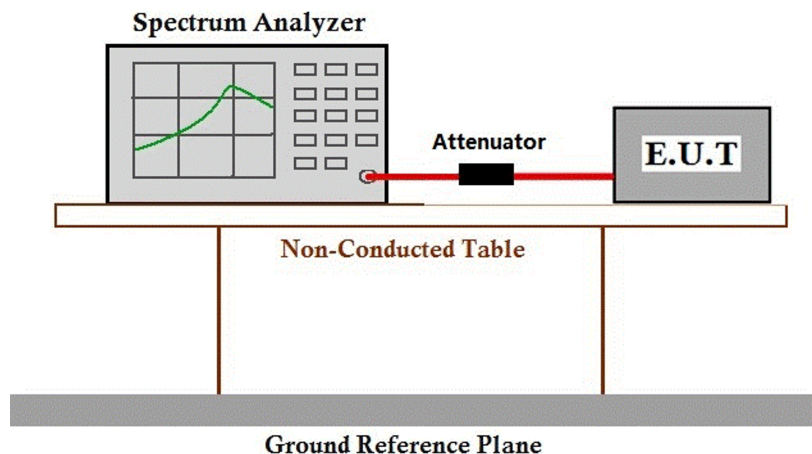 Spectrum Analyzer
Attenuator
E.U.T
Non-Conducted Table
Ground Reference Plane